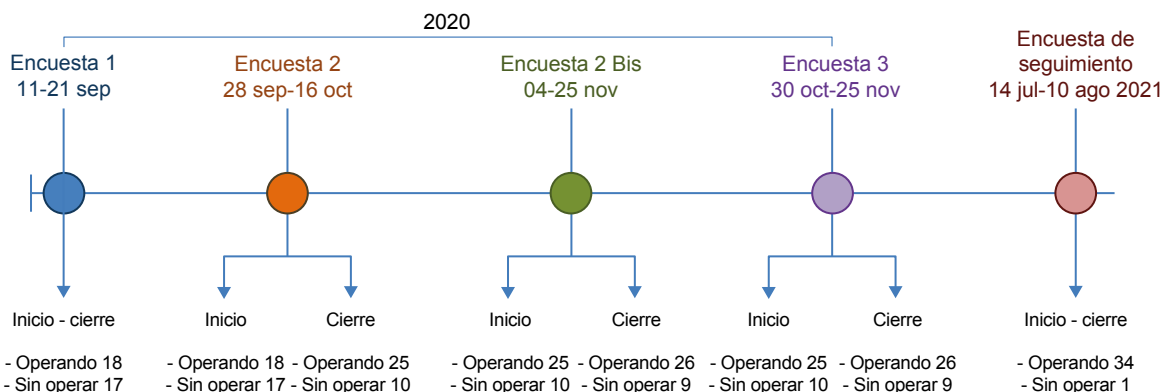 2020
Encuesta 1
11-21 sep
Encuesta 2
28 sep-16 oct
Encuesta 2 Bis
04-25 nov
Encuesta 3
30 oct-25 nov
Encuesta de
seguimiento
14 jul-10 ago 2021
Inicio - cierre
- Operando 18
- Sin operar 17
Inicio
- Operando 18
- Sin operar 17
Cierre
- Operando 25
- Sin operar 10
Inicio
- Operando 25
- Sin operar 10
Cierre
- Operando 26
- Sin operar 9
Inicio
- Operando 25
- Sin operar 10
Cierre
- Operando 26
- Sin operar 9
Inicio - cierre
- Operando 34
- Sin operar 1